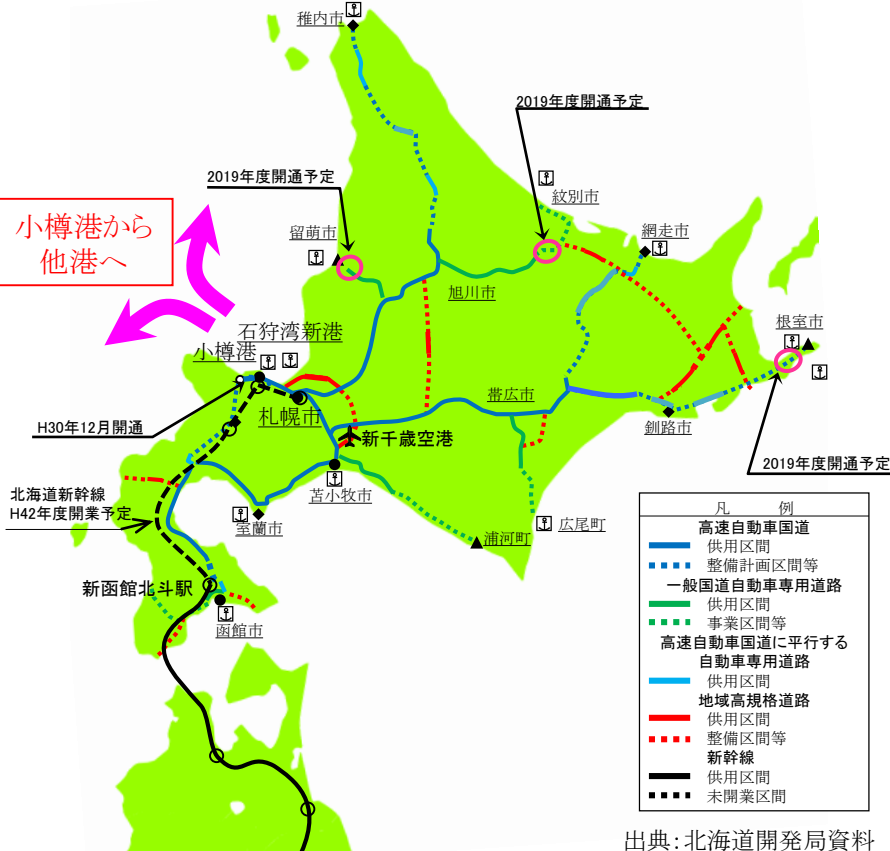 稚内市
2019年度開通予定
紋別市
2019年度開通予定
網走市
小樽港から
他港へ
留萌市
旭川市
根室市
石狩湾新港
小樽港
帯広市
札幌市
H30年12月開通
新千歳空港
釧路市
2019年度開通予定
北海道新幹線
H42年度開業予定
苫小牧市
室蘭市
浦河町
広尾町
新函館北斗駅
函館市
凡 例
高速自動車国道
供用区間
整備計画区間等
一般国道自動車専用道路
供用区間
事業区間等
高速自動車国道に平行する
自動車専用道路
供用区間
地域高規格道路
供用区間
整備区間等
新幹線
供用区間
未開業区間
出典:北海道開発局資料